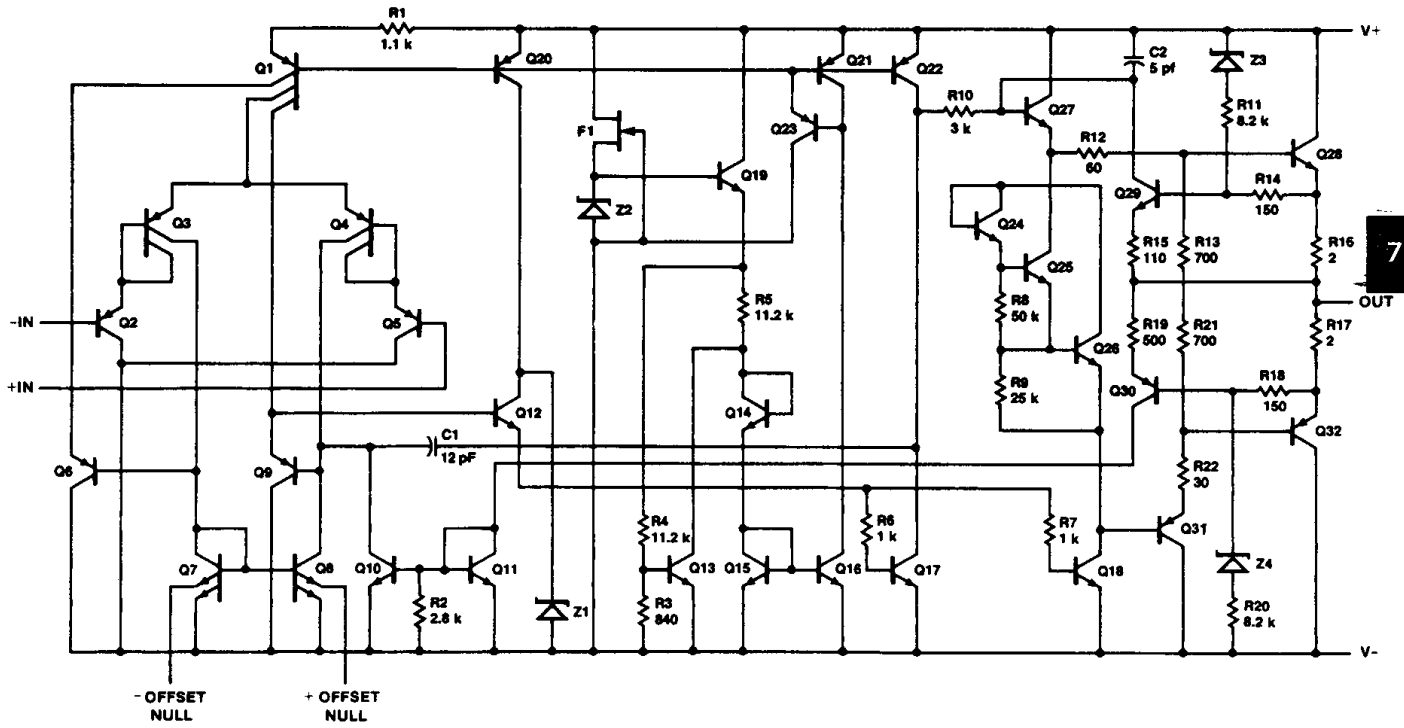 R1
1.1 k
V+
Q1
Q20
Q21
Q22
C2
5 pf
Z3
R10
3 k
Q27
R11
8.2 k
F1
Q23
R12
60
Q28
Q19
Q29
R14
150
Q3
Q4
Z2
Q24
R15
110
R13
700
R16
2
7
Q25
OUT
-IN
Q2
Q5
R5
11.2 k
R8
50 k
R19
500
R21
700
R17
2
Q26
+IN
R9
25 k
Q30
R18
150
Q12
Q14
C1
12 pF
Q32
Q6
Q9
R22
30
R4
11.2 k
R6
1 k
R7
1 k
Q31
Q7
Q8
Q10
Q11
Q13
Q15
Q16
Q17
Q18
Z4
R2
2.8 k
Z1
R3
840
R20
8.2 k
V-
- OFFSET
NULL
+ OFFSET
NULL